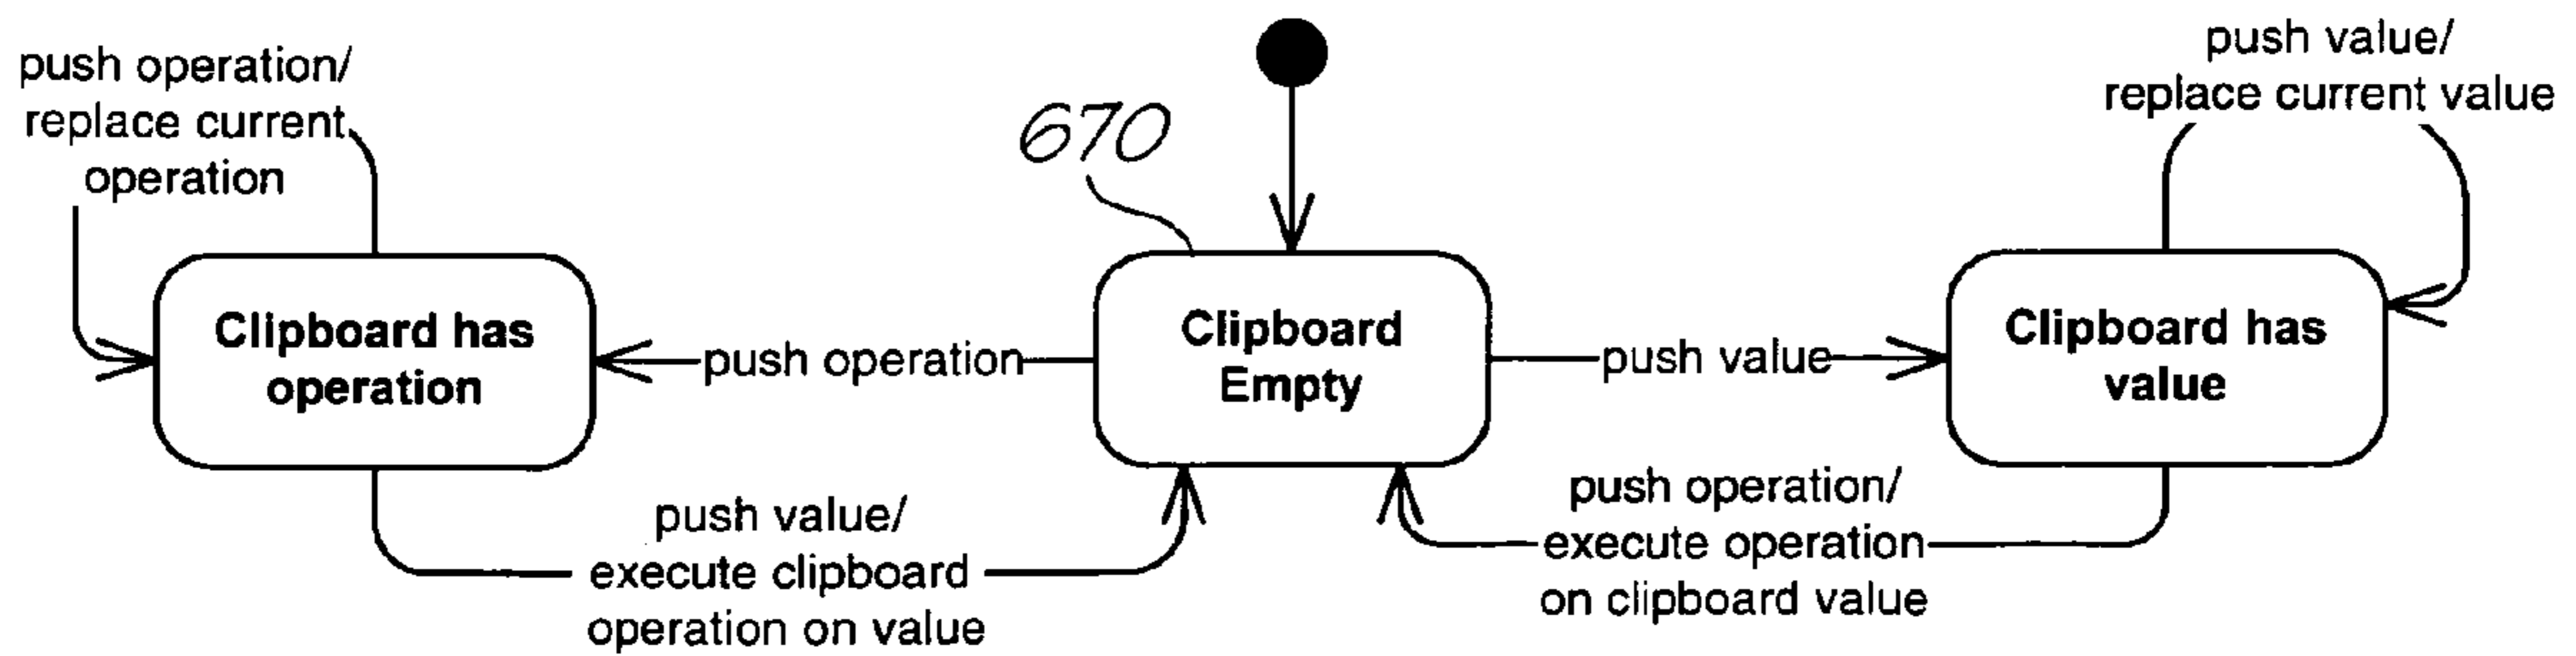 push operation/
replace current
operation
670
push value/
replace current value
Clipboard has
operation
push operation
Clipboard
Empty
push value
Clipboard has
value
push value/
execute clipboard
operation on value
push operation/
execute operation
on clipboard value